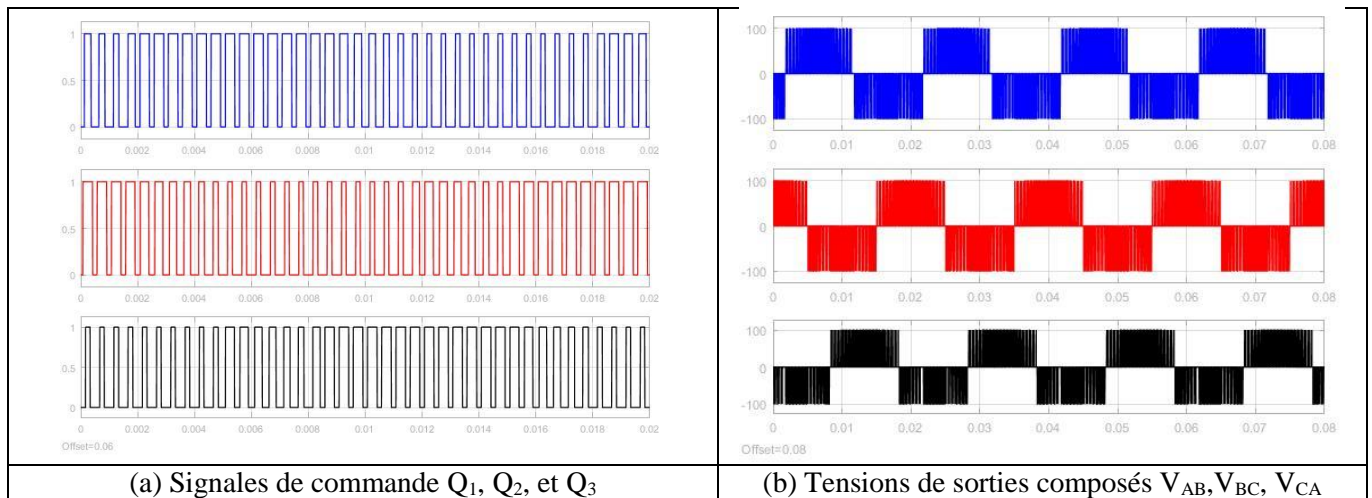 1
0.5
0
0 0.002 0.004 0.006 0.008 0.01 0.012 0.014 0.016 0.018 0.02
1
0.5
0
0 0.002 0.004 0.006 0.008 0.01 0.012 0.014 0.016 0.018 0.02
1
0.5
0
0 0.002 0.004 0.006 0.008 0.01 0.012 0.014 0.016 0.018 0.02
Offset=0.06
100
0
-100
0 0.01 0.02 0.03 0.04 0.05 0.06 0.07 0.08
100
0
-100
0 0.01 0.02 0.03 0.04 0.05 0.06 0.07 0.08
100
0
-100
0 0.01 0.02 0.03 0.04 0.05 0.06 0.07 0.08
Offset=0.08
(a) Signales de commande Q₁, Q₂, et Q₃
(b) Tensions de sorties composés V_AB,V_BC, V_CA